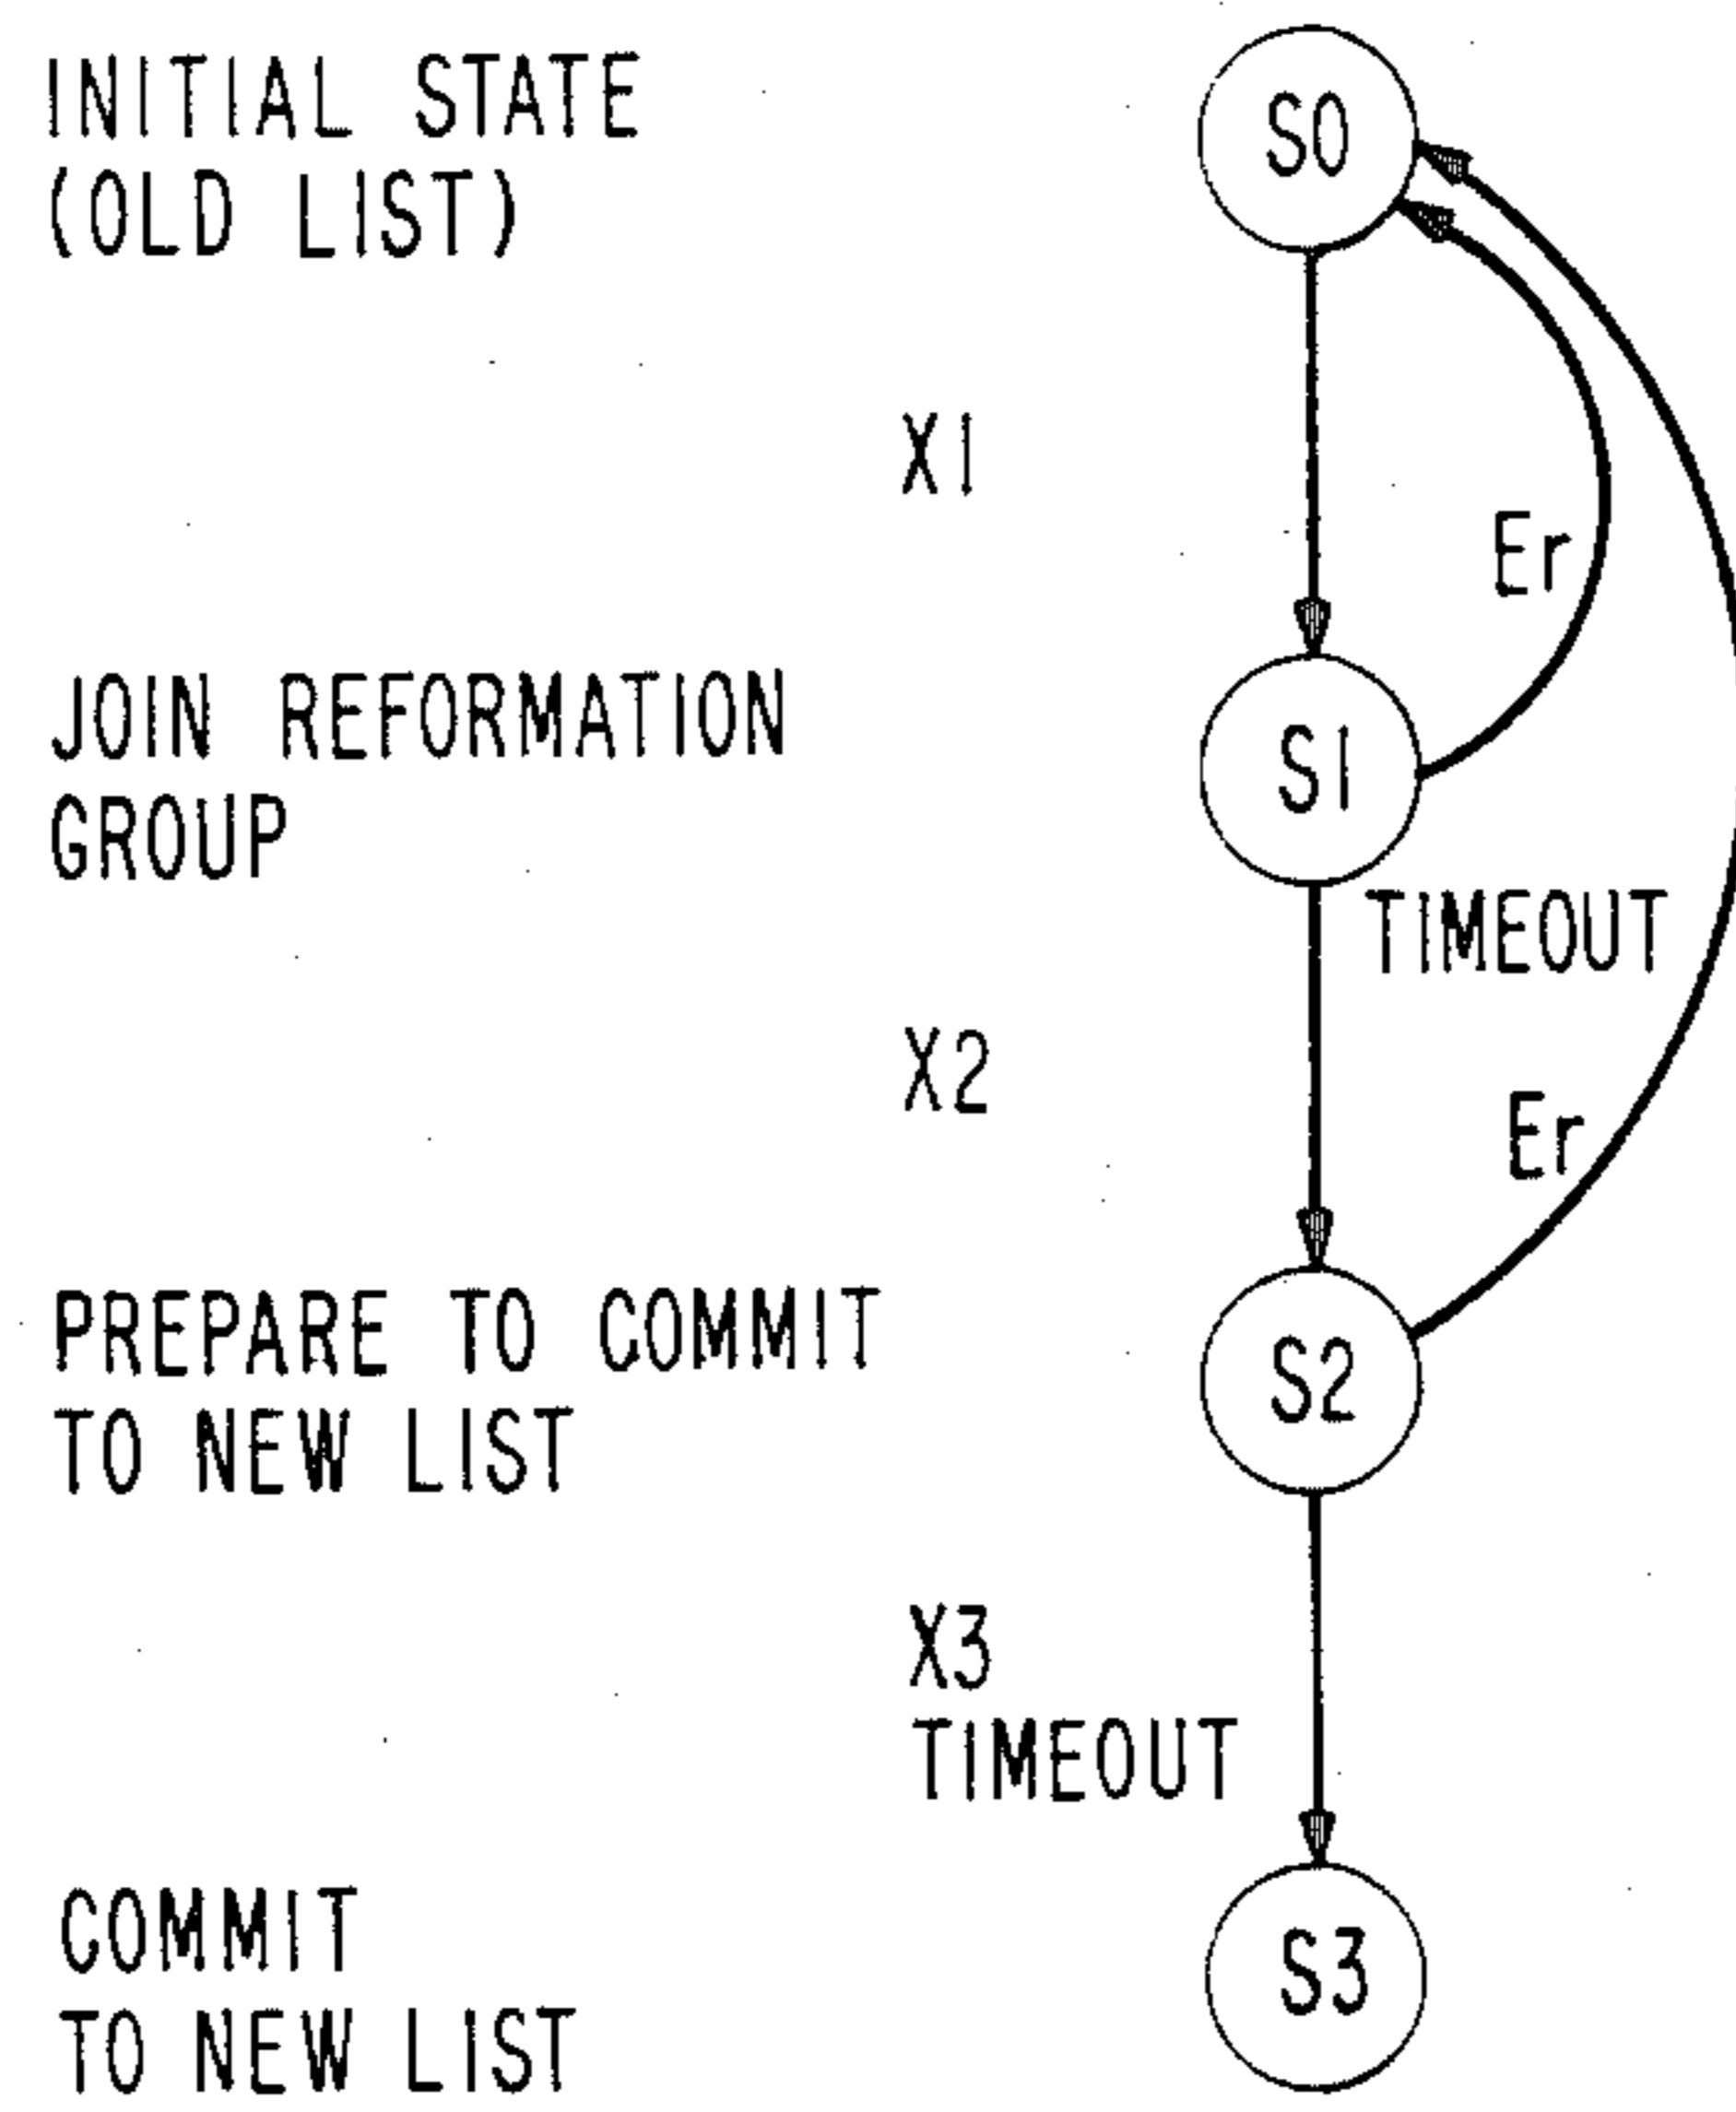 INITIAL STATE
(OLD LIST)
S0
X1
Er
JOIN REFORMATION
GROUP
S1
TIMEOUT
X2
Er
PREPARE TO COMMIT
TO NEW LIST
S2
X3
TIMEOUT
COMMIT
TO NEW LIST
S3